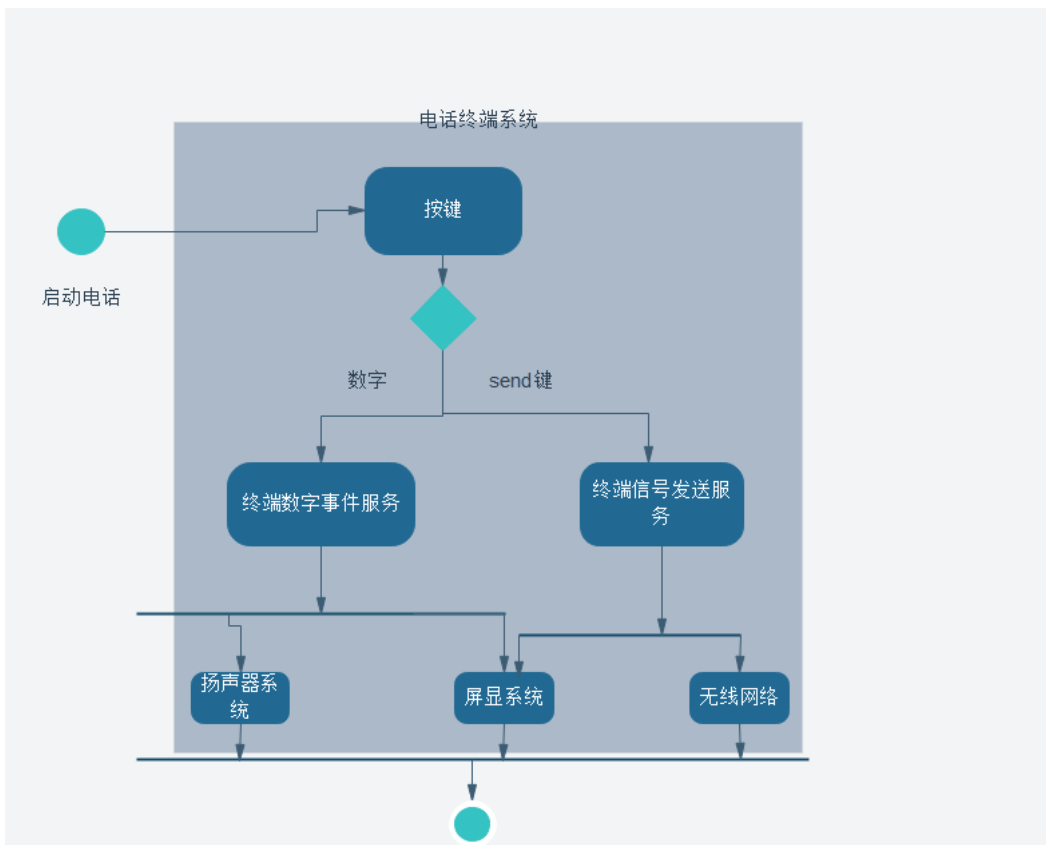 电话终端系统
按键
启动电话
数字
send键
终端数字事件服务
终端信号发送服
务
扬声器系
统
屏显系统
无线网络